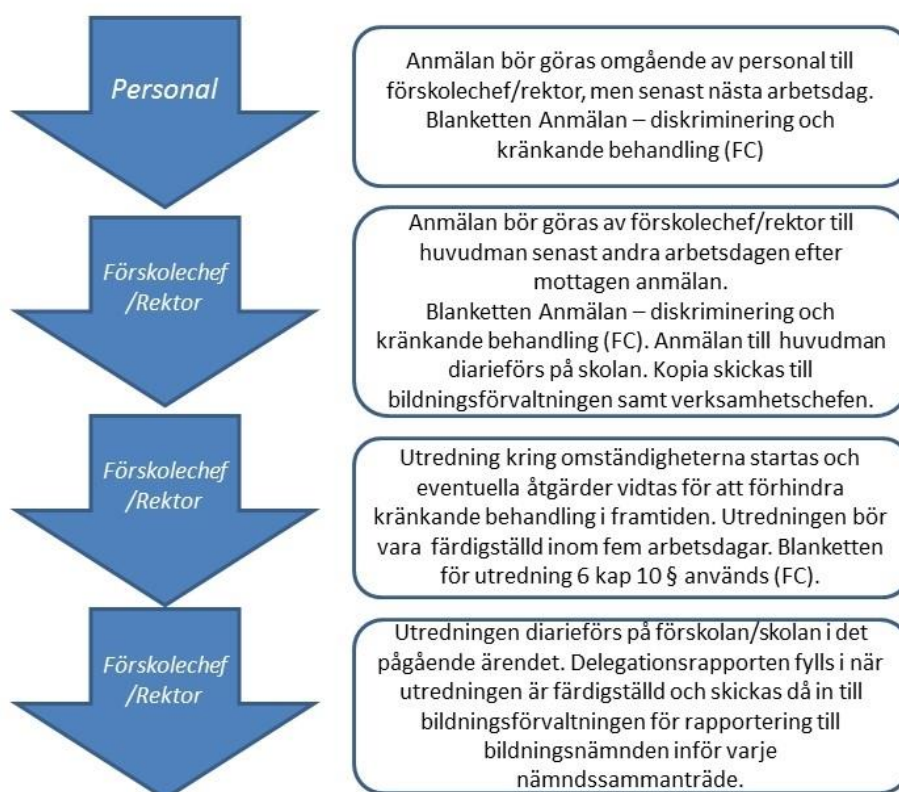 Personal
Anmälan bör göras omgående av personal till
förskolechef/rektor, men senast nästa arbetsdag.
Blanketten Anmälan – diskriminering och
kränkande behandling (FC)
Förskolechef
/Rektor
Anmälan bör göras av förskolechef/rektor till
huvudman senast andra arbetsdagen efter
mottagen anmälan.
Blanketten Anmälan – diskriminering och
kränkande behandling (FC). Anmälan till huvudman
diarieförs på skolan. Kopia skickas till
bildningsförvaltningen samt verksamhetschefen.
Förskolechef
/Rektor
Utredning kring omständigheterna startas och
eventuella åtgärder vidtas för att förhindra
kränkande behandling i framtiden. Utredningen bör
vara färdigställd inom fem arbetsdagar. Blanketten
för utredning 6 kap 10 § används (FC).
Förskolechef
/Rektor
Utredningen diarieförs på förskolan/skolan i det
pågående ärendet. Delegationsrapporten fylls i när
utredningen är färdigställd och skickas då in till
bildningsförvaltningen för rapportering till
bildningsnämnden inför varje
nämndssammanträde.